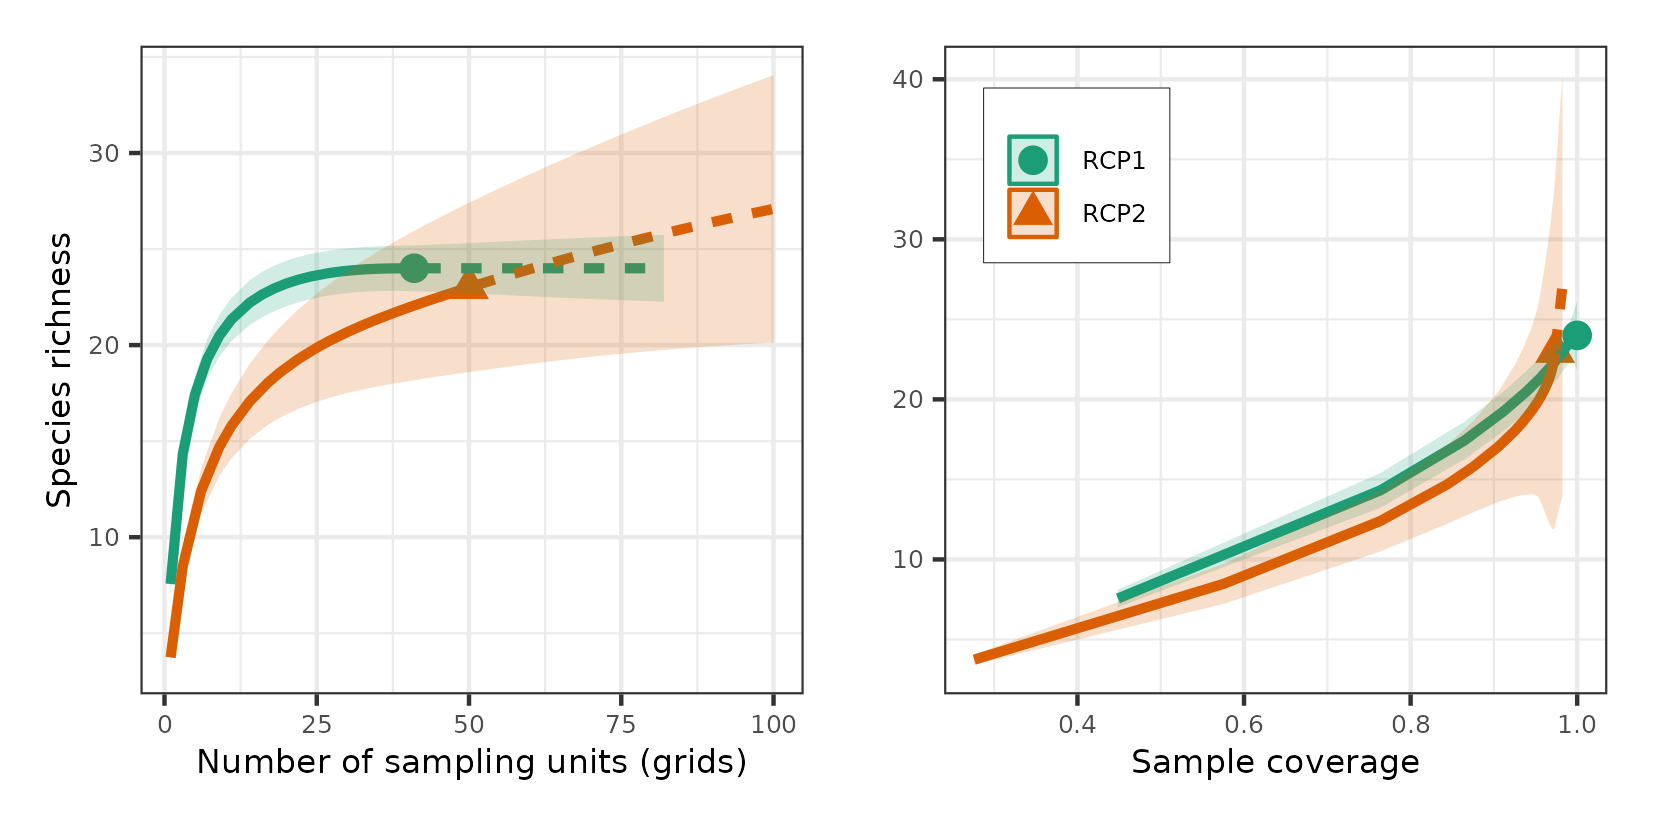 Species richness
30
20
10
0 25 50 75 100
Number of sampling units (grids)
40
30
20
10
RCP1
RCP2
0.4 0.6 0.8 1.0
Sample coverage